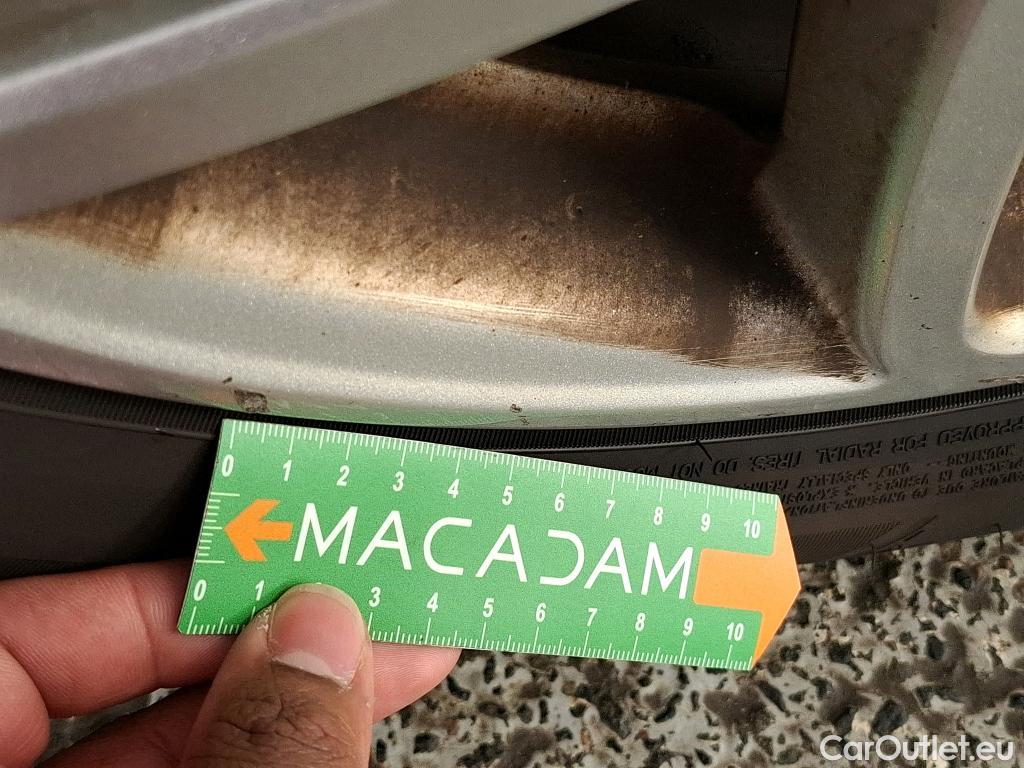 APPROVED FOR RADIAL TIRES. DO NOT
0 1 2 3 4 5 6 7 8 9 10
MACADAM
0 1 3 4 5 6 7 8 9 10
CarOutlet.eu